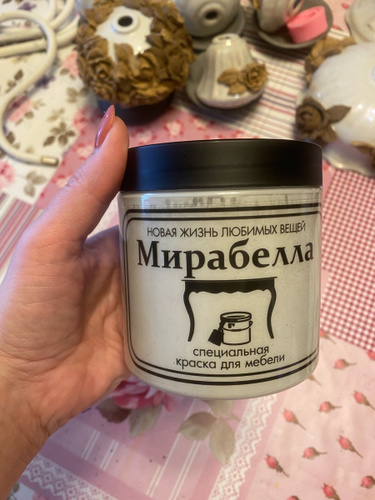 НОВАЯ ЖИЗНЬ ЛЮБИМЫХ ВЕЩЕЙ
Мирабелла
специальная
краска для мебели